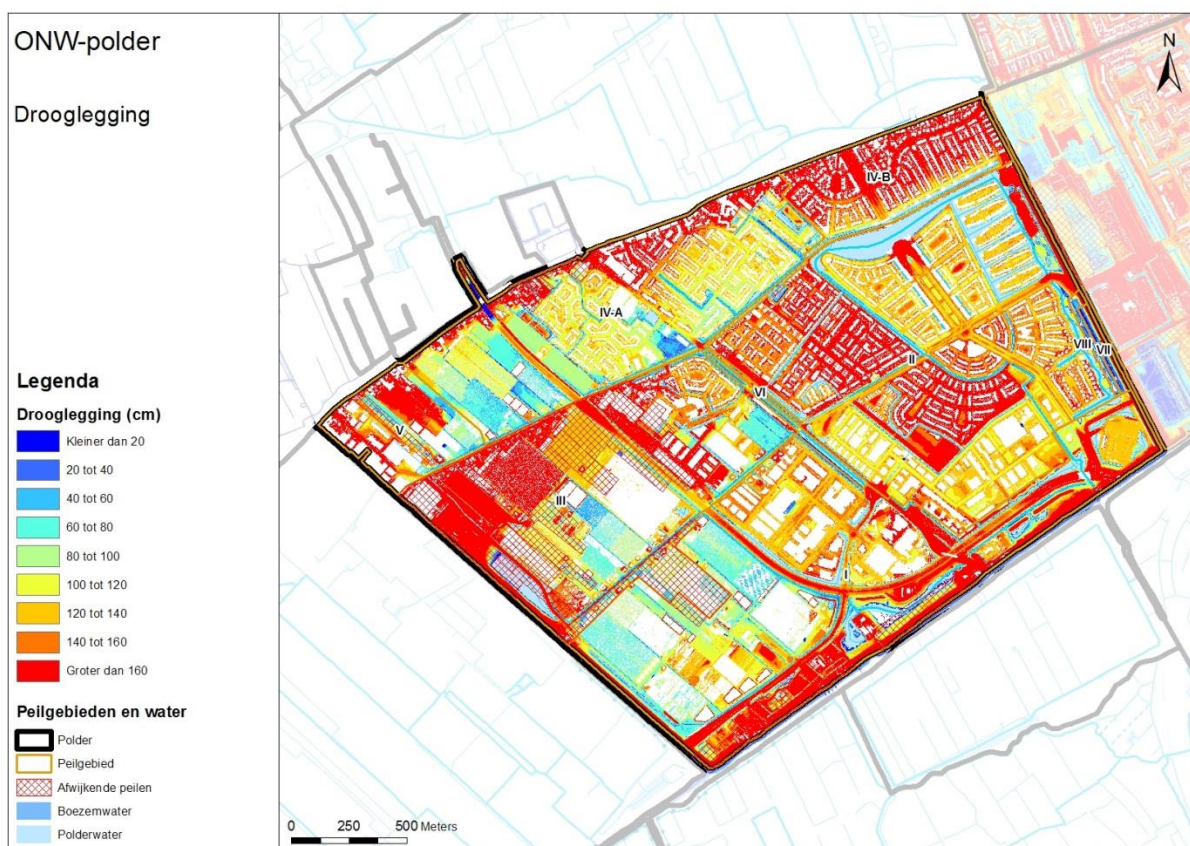 ONW-polder
Drooglegging
Legenda
Drooglegging (cm)
Kleiner dan 20
20 tot 40
40 tot 60
60 tot 80
80 tot 100
100 tot 120
120 tot 140
140 tot 160
Groter dan 160
Peilgebieden en water
Polder
Peilgebied
Afwijkende peilen
Boezemwater
Polderwater
N
IV-B
IV-A
VIII
VII
II
VI
V
III
I
0 250 500 Meters